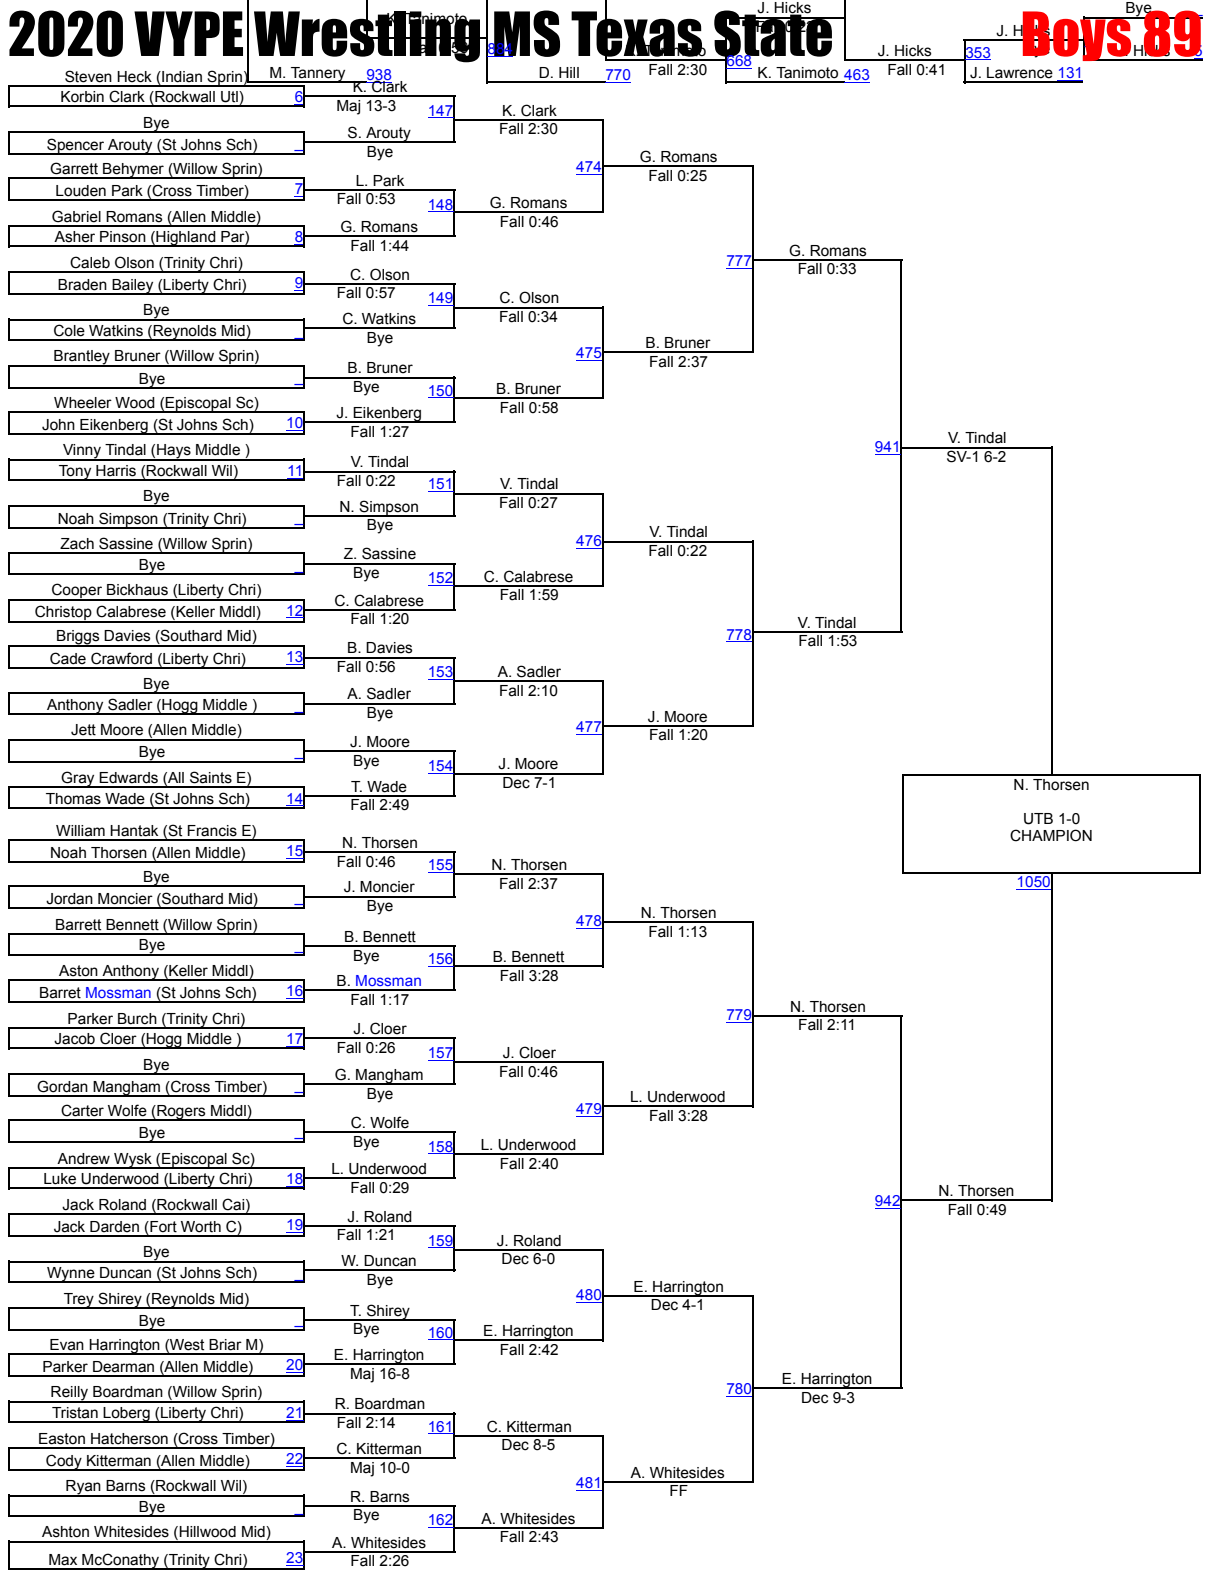 2020 VYPE Wrestling MS Texas State
Boys 89
K. Tanimoto
884
J. Hicks
Bye
M. Tannery 938
D. Hill 770
Fall 2:30
668
K. Tanimoto 463
J. Hicks
Fall 0:41
353
J. Lawrence 131
Steven Heck (Indian Sprin)
Korbin Clark (Rockwall Utl) 6
Bye
Spencer Arouty (St Johns Sch) _
Garrett Behymer (Willow Sprin)
Louden Park (Cross Timber) 7
Gabriel Romans (Allen Middle)
Asher Pinson (Highland Par) 8
Caleb Olson (Trinity Chri)
Braden Bailey (Liberty Chri) 9
Bye
Cole Watkins (Reynolds Mid) _
Brantley Bruner (Willow Sprin)
Bye _
Wheeler Wood (Episcopal Sc)
John Eikenberg (St Johns Sch) 10
Vinny Tindal (Hays Middle )
Tony Harris (Rockwall Wil) 11
Bye
Noah Simpson (Trinity Chri) _
Zach Sassine (Willow Sprin)
Bye _
Cooper Bickhaus (Liberty Chri)
Christop Calabrese (Keller Middl) 12
Briggs Davies (Southard Mid)
Cade Crawford (Liberty Chri) 13
Bye
Anthony Sadler (Hogg Middle ) _
Jett Moore (Allen Middle)
Bye _
Gray Edwards (All Saints E)
Thomas Wade (St Johns Sch) 14
William Hantak (St Francis E)
Noah Thorsen (Allen Middle) 15
Bye
Jordan Moncier (Southard Mid) _
Barrett Bennett (Willow Sprin)
Bye _
Aston Anthony (Keller Middl)
Barret Mossman (St Johns Sch) 16
Parker Burch (Trinity Chri)
Jacob Cloer (Hogg Middle ) 17
Bye
Gordan Mangham (Cross Timber) _
Carter Wolfe (Rogers Middl)
Bye _
Andrew Wysk (Episcopal Sc)
Luke Underwood (Liberty Chri) 18
Jack Roland (Rockwall Cai)
Jack Darden (Fort Worth C) 19
Bye
Wynne Duncan (St Johns Sch) _
Trey Shirey (Reynolds Mid)
Bye _
Evan Harrington (West Briar M)
Parker Dearman (Allen Middle) 20
Reilly Boardman (Willow Sprin)
Tristan Loberg (Liberty Chri) 21
Easton Hatcherson (Cross Timber)
Cody Kitterman (Allen Middle) 22
Ryan Barns (Rockwall Wil)
Bye _
Ashton Whitesides (Hillwood Mid)
Max McConathy (Trinity Chri) 23
K. Clark
Maj 13-3
147
S. Arouty
Bye
L. Park
Fall 0:53
148
G. Romans
Fall 1:44
C. Olson
Fall 0:57
149
C. Watkins
Bye
B. Bruner
Bye
150
J. Eikenberg
Fall 1:27
V. Tindal
Fall 0:22
151
N. Simpson
Bye
Z. Sassine
Bye
152
C. Calabrese
Fall 1:20
B. Davies
Fall 0:56
153
A. Sadler
Bye
J. Moore
Bye
154
T. Wade
Fall 2:49
N. Thorsen
Fall 0:46
155
J. Moncier
Bye
B. Bennett
Bye
156
B. Mossman
Fall 1:17
J. Cloer
Fall 0:26
157
G. Mangham
Bye
C. Wolfe
Bye
158
L. Underwood
Fall 0:29
J. Roland
Fall 1:21
159
W. Duncan
Bye
T. Shirey
Bye
160
E. Harrington
Maj 16-8
R. Boardman
Fall 2:14
161
C. Kitterman
Maj 10-0
R. Barns
Bye
162
A. Whitesides
Fall 2:26
K. Clark
Fall 2:30
474
G. Romans
Fall 0:46
C. Olson
Fall 0:34
475
B. Bruner
Fall 0:58
V. Tindal
Fall 0:27
476
C. Calabrese
Fall 1:59
A. Sadler
Fall 2:10
477
J. Moore
Dec 7-1
N. Thorsen
Fall 2:37
478
B. Bennett
Fall 3:28
J. Cloer
Fall 0:46
479
L. Underwood
Fall 2:40
J. Roland
Dec 6-0
480
E. Harrington
Fall 2:42
C. Kitterman
Dec 8-5
481
A. Whitesides
Fall 2:43
G. Romans
Fall 0:25
777
B. Bruner
Fall 2:37
V. Tindal
Fall 0:22
778
J. Moore
Fall 1:20
N. Thorsen
Fall 1:13
779
L. Underwood
Fall 3:28
E. Harrington
Dec 4-1
780
A. Whitesides
FF
G. Romans
Fall 0:33
941
V. Tindal
Fall 1:53
N. Thorsen
Fall 2:11
942
E. Harrington
Dec 9-3
V. Tindal
SV-1 6-2
N. Thorsen
Fall 0:49
N. Thorsen
UTB 1-0
CHAMPION
1050